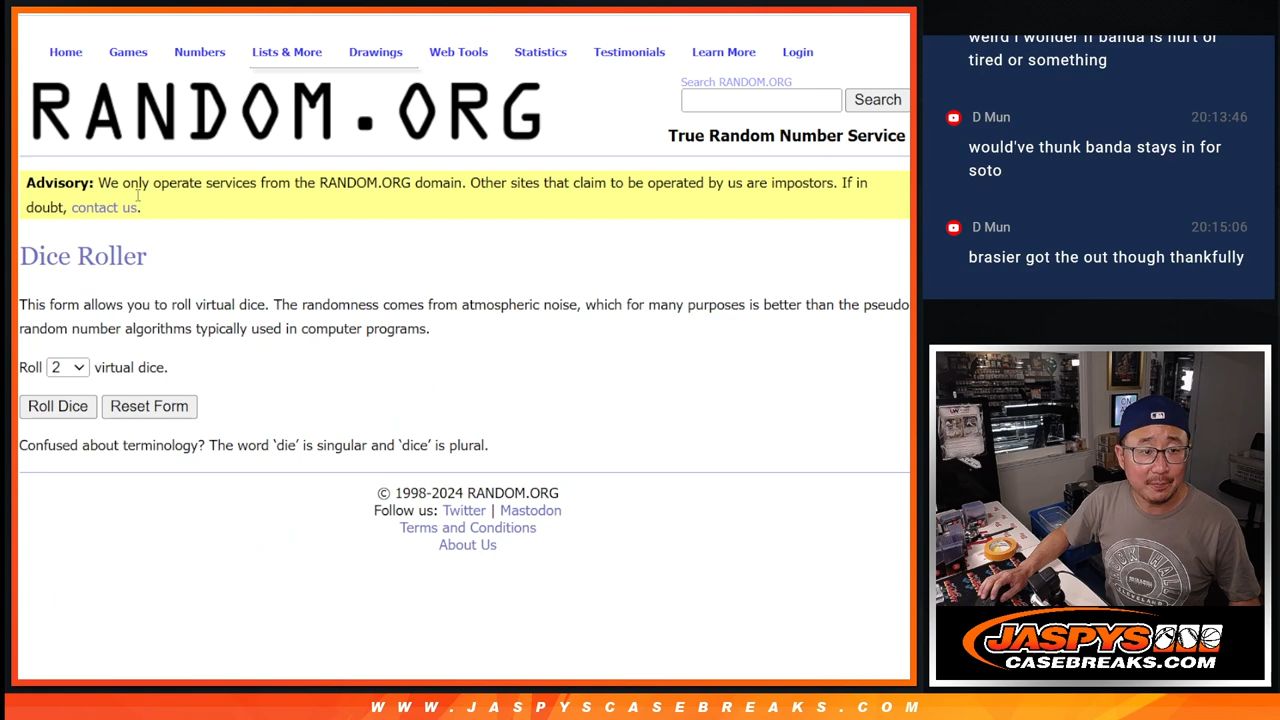 Home Games Numbers Lists & More Drawings Web Tools Statistics Testimonials Learn More Login
RANDOM.ORG
Search RANDOM.ORG
Search
True Random Number Service
Advisory: We only operate services from the RANDOM.ORG domain. Other sites that claim to be operated by us are impostors. If in
doubt, contact us.
Dice Roller
This form allows you to roll virtual dice. The randomness comes from atmospheric noise, which for many purposes is better than the pseudo
random number algorithms typically used in computer programs.
Roll 2 virtual dice.
Roll Dice Reset Form
Confused about terminology? The word ‘die’ is singular and ‘dice’ is plural.
© 1998-2024 RANDOM.ORG
Follow us: Twitter | Mastodon
Terms and Conditions
About Us
weird i wonder if banda is hurt or
tired or something
D Mun 20:13:46
would've thunk banda stays in for
soto
D Mun 20:15:06
brasier got the out though thankfully
JASPYS
CASEBREAKS.COM
WWW.JASPYSCASEBREAKS.COM